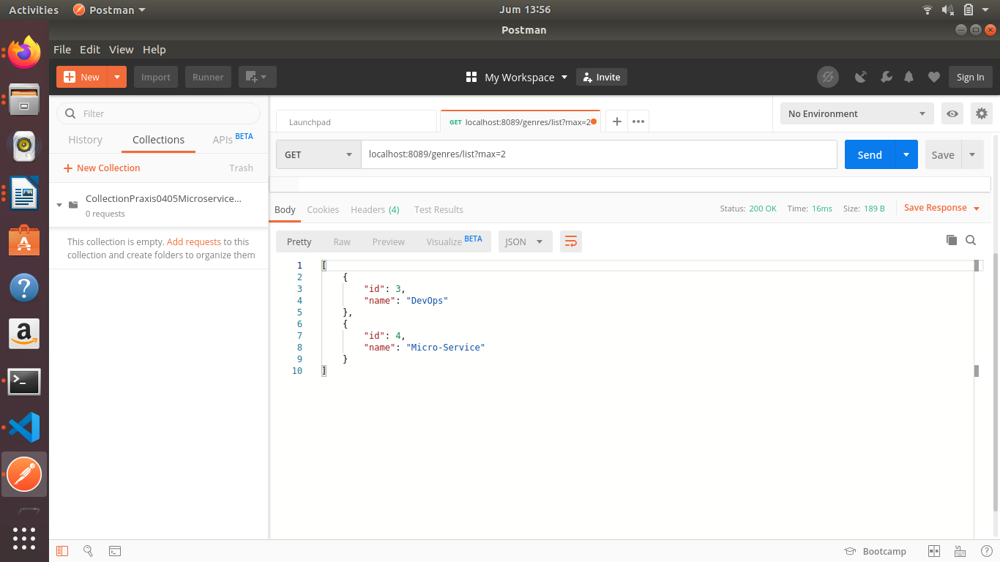 Activities Postman Jum 13:56
Postman
File Edit View Help
New Import Runner My Workspace Invite Sign In
Filter
History Collections APIs BETA
New Collection Trash
CollectionPraxis0405Microservice...
0 requests
This collection is empty. Add requests to this
collection and create folders to organize them
Launchpad GET localhost:8089/genres/list?max=2 No Environment
GET localhost:8089/genres/list?max=2 Send Save
Body Cookies Headers (4) Test Results Status: 200 OK Time: 16ms Size: 189 B Save Response
Pretty Raw Preview Visualize BETA JSON
1 [
2 {
3 "id": 3,
4 "name": "DevOps"
5 },
6 {
7 "id": 4,
8 "name": "Micro-Service"
9 }
10 ]
Bootcamp